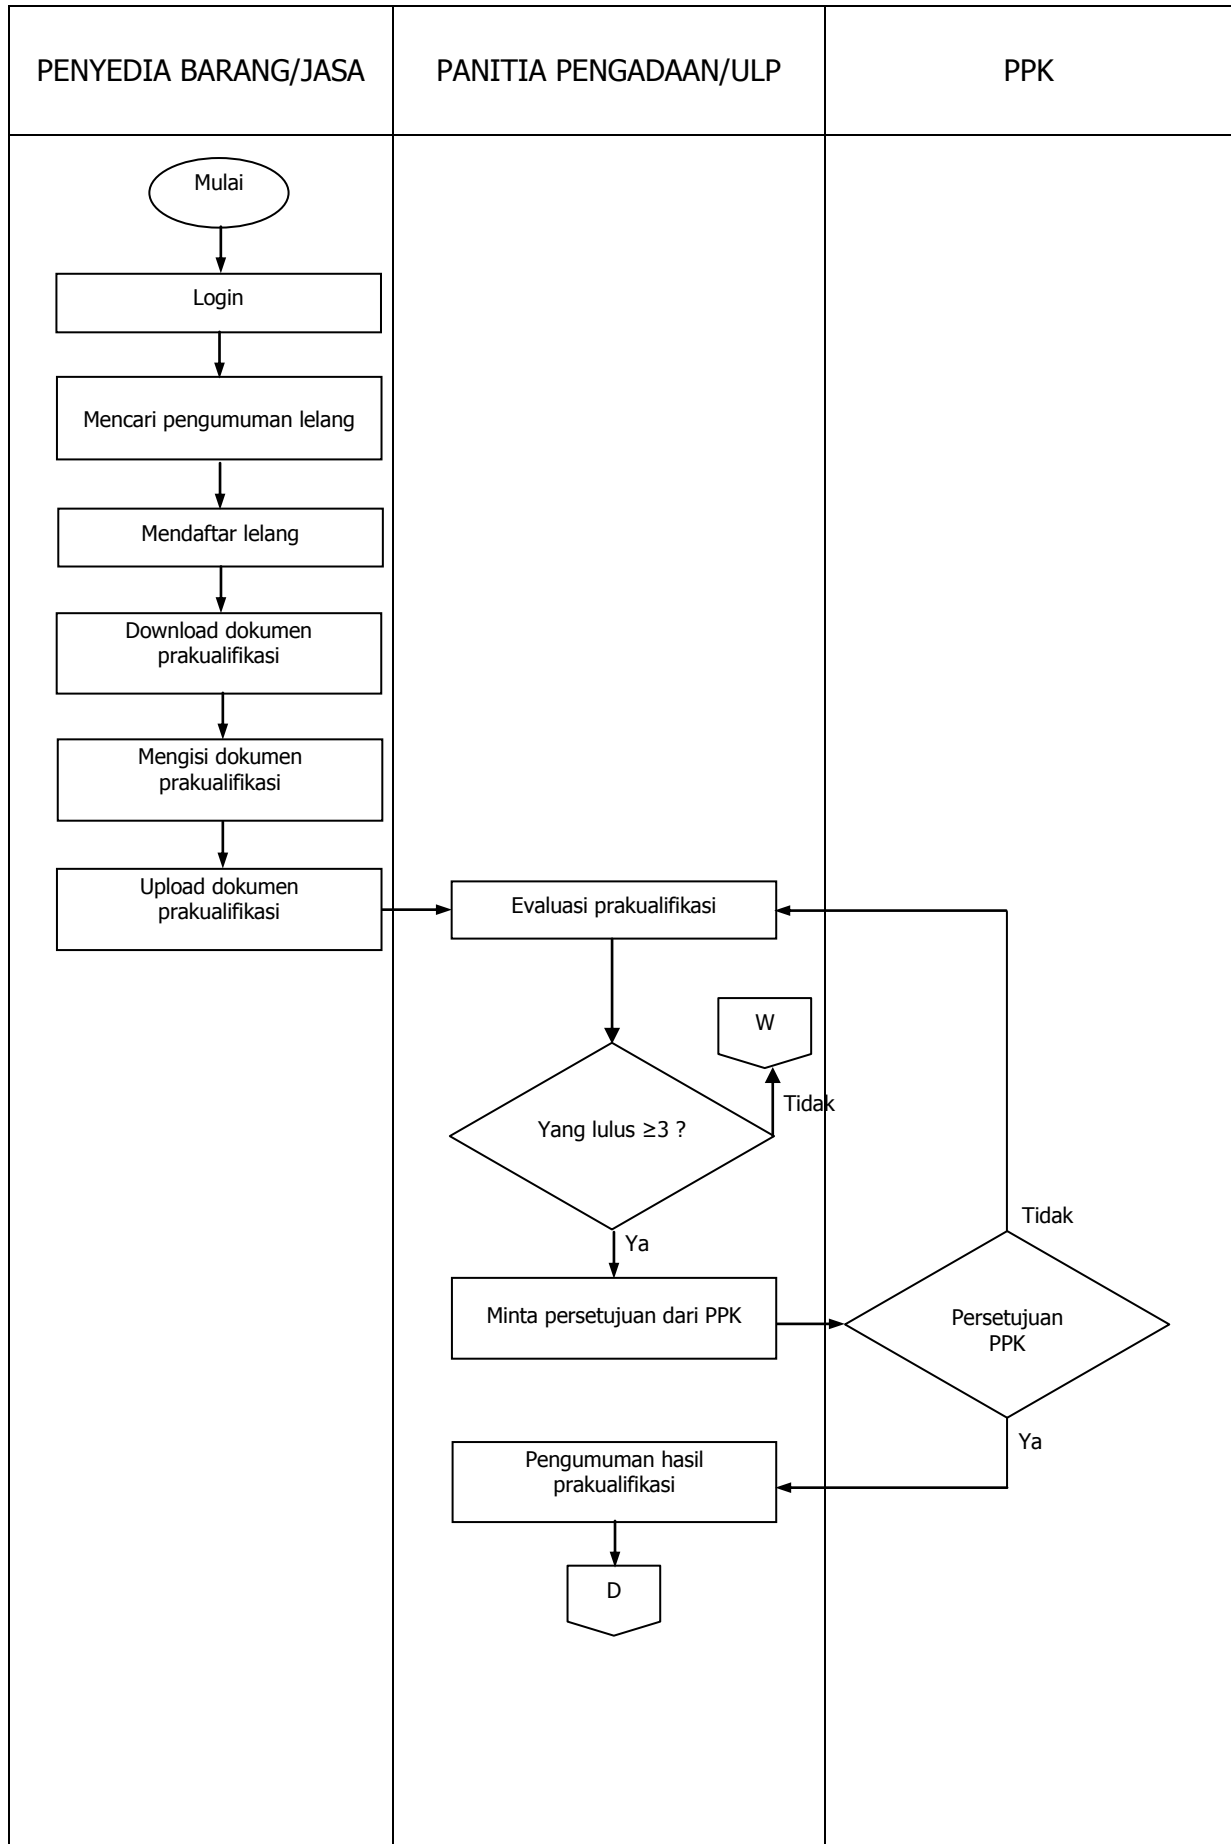 PENYEDIA BARANG/JASA
PANITIA PENGADAAN/ULP
PPK
Mulai
Login
Mencari pengumuman lelang
Mendaftar lelang
Download dokumen
prakualifikasi
Mengisi dokumen
prakualifikasi
Upload dokumen
prakualifikasi
Evaluasi prakualifikasi
W
Tidak
Yang lulus ≥3 ?
Ya
Minta persetujuan dari PPK
Tidak
Persetujuan
PPK
Ya
Pengumuman hasil
prakualifikasi
D